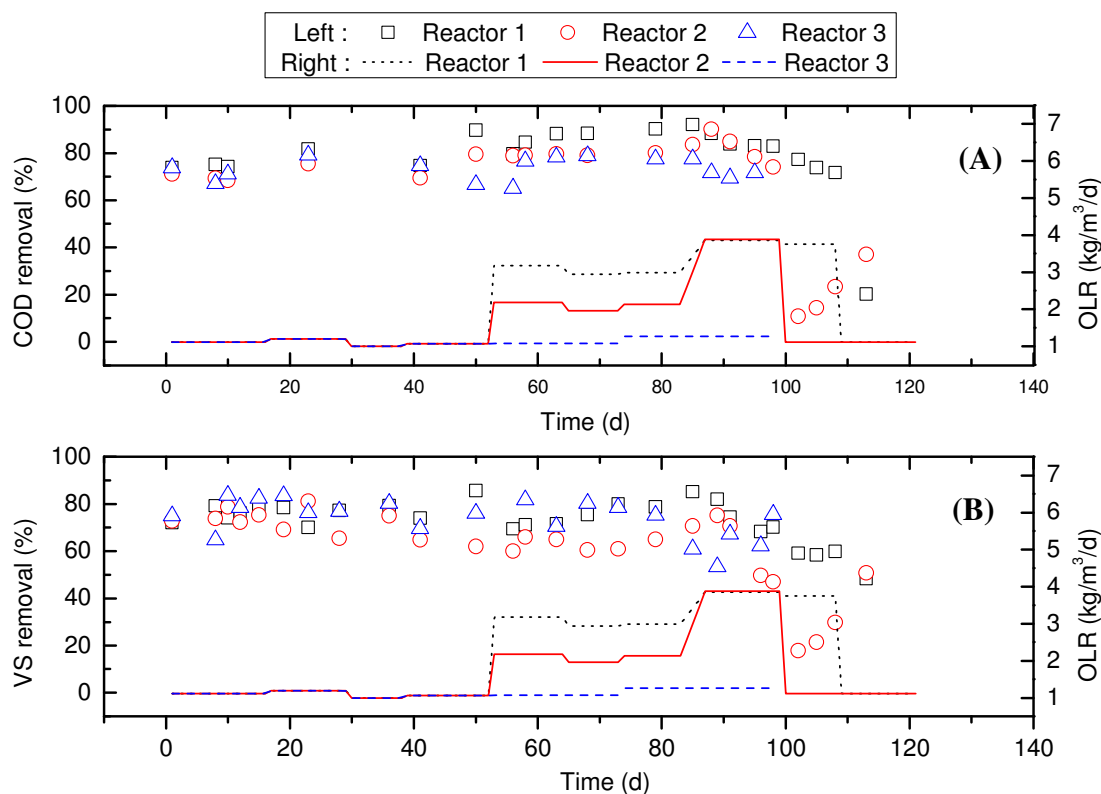 Left : Reactor 1 Reactor 2 Reactor 3
Right : Reactor 1 Reactor 2 Reactor 3
100
80
60
40
20
0
COD removal (%)
(A)
7
6
5
4
3
2
1
OLR (kg/m³/d)
0 20 40 60 80 100 120 140
Time (d)
100
80
60
40
20
0
VS removal (%)
(B)
7
6
5
4
3
2
1
OLR (kg/m³/d)
0 20 40 60 80 100 120 140
Time (d)